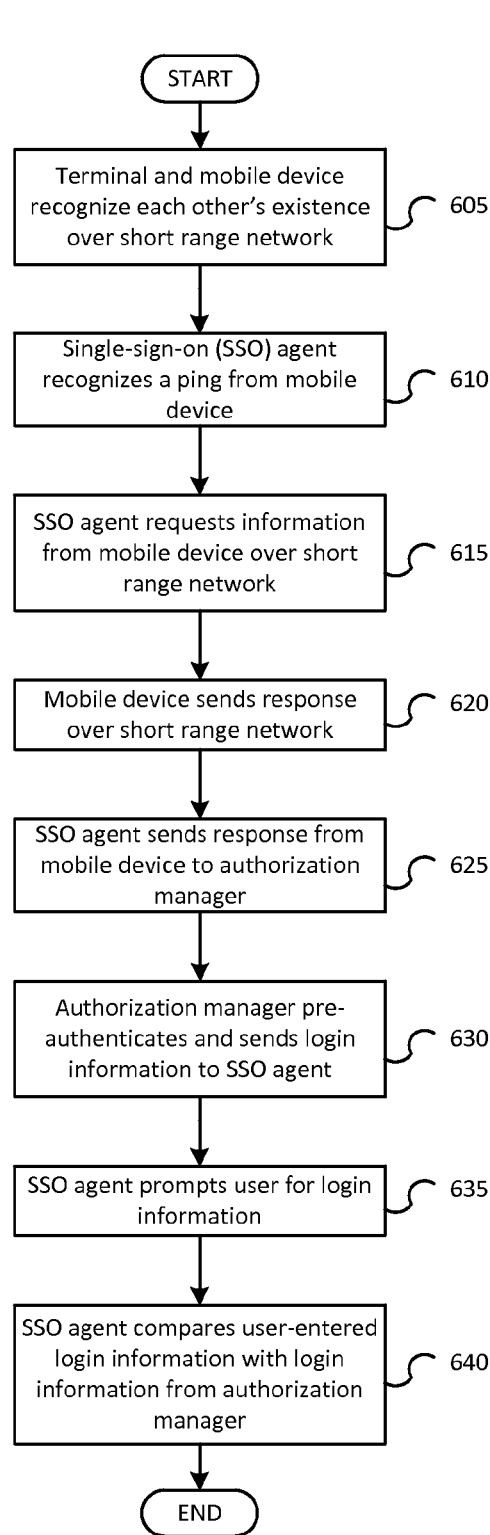 START
Terminal and mobile device
recognize each other's existence
over short range network
605
Single-sign-on (SSO) agent
recognizes a ping from mobile
device
610
SSO agent requests information
from mobile device over short
range network
615
Mobile device sends response
over short range network
620
SSO agent sends response from
mobile device to authorization
manager
625
Authorization manager pre-
authenticates and sends login
information to SSO agent
630
SSO agent prompts user for login
information
635
SSO agent compares user-entered
login information with login
information from authorization
manager
640
END